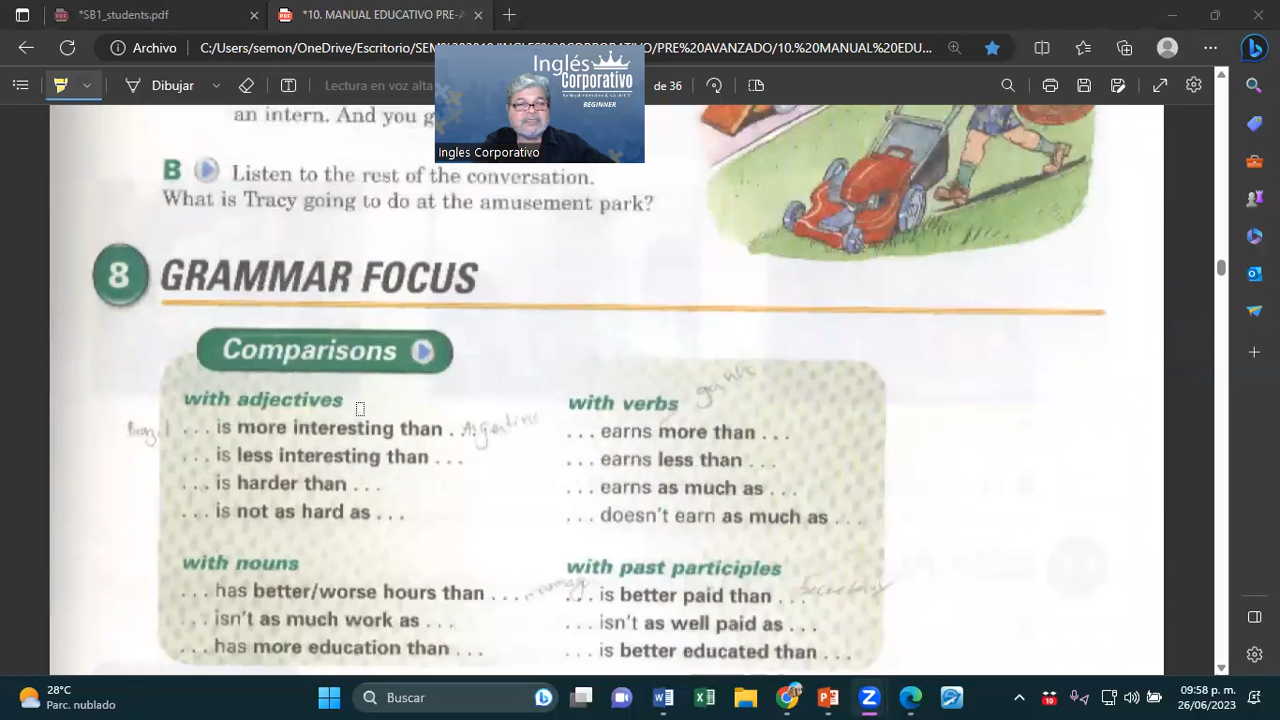 *SB1_students.pdf
*10. MANUAL EDUCATIVO PRE-A
Archivo
C:/Users/semon/OneDrive/Escritorio/SEM
/PRE%20AVANZADO/10.%20MANUAL%20EDU...
Dibujar
Lectura en voz alta
de 36
Inglés
Corporativo
BEGINNER
Ingles Corporativo
an intern. And you g
B Listen to the rest of the conversation.
What is Tracy going to do at the amusement park?
8 GRAMMAR FOCUS
Comparisons
with adjectives
Brazil ... is more interesting than ... Argentina
... is less interesting than ...
... is harder than ...
... is not as hard as ...
with nouns
... has better/worse hours than ...
... isn't as much work as ...
... has more education than ...
with verbs
... earns more than ...
... earns less than ...
... earns as much as ...
... doesn't earn as much as ...
with past participles
... is better paid than ...
... isn't as well paid as ...
... is better educated than ...
28°C
Parc. nublado
Buscar
10
09:58 p. m.
26/06/2023